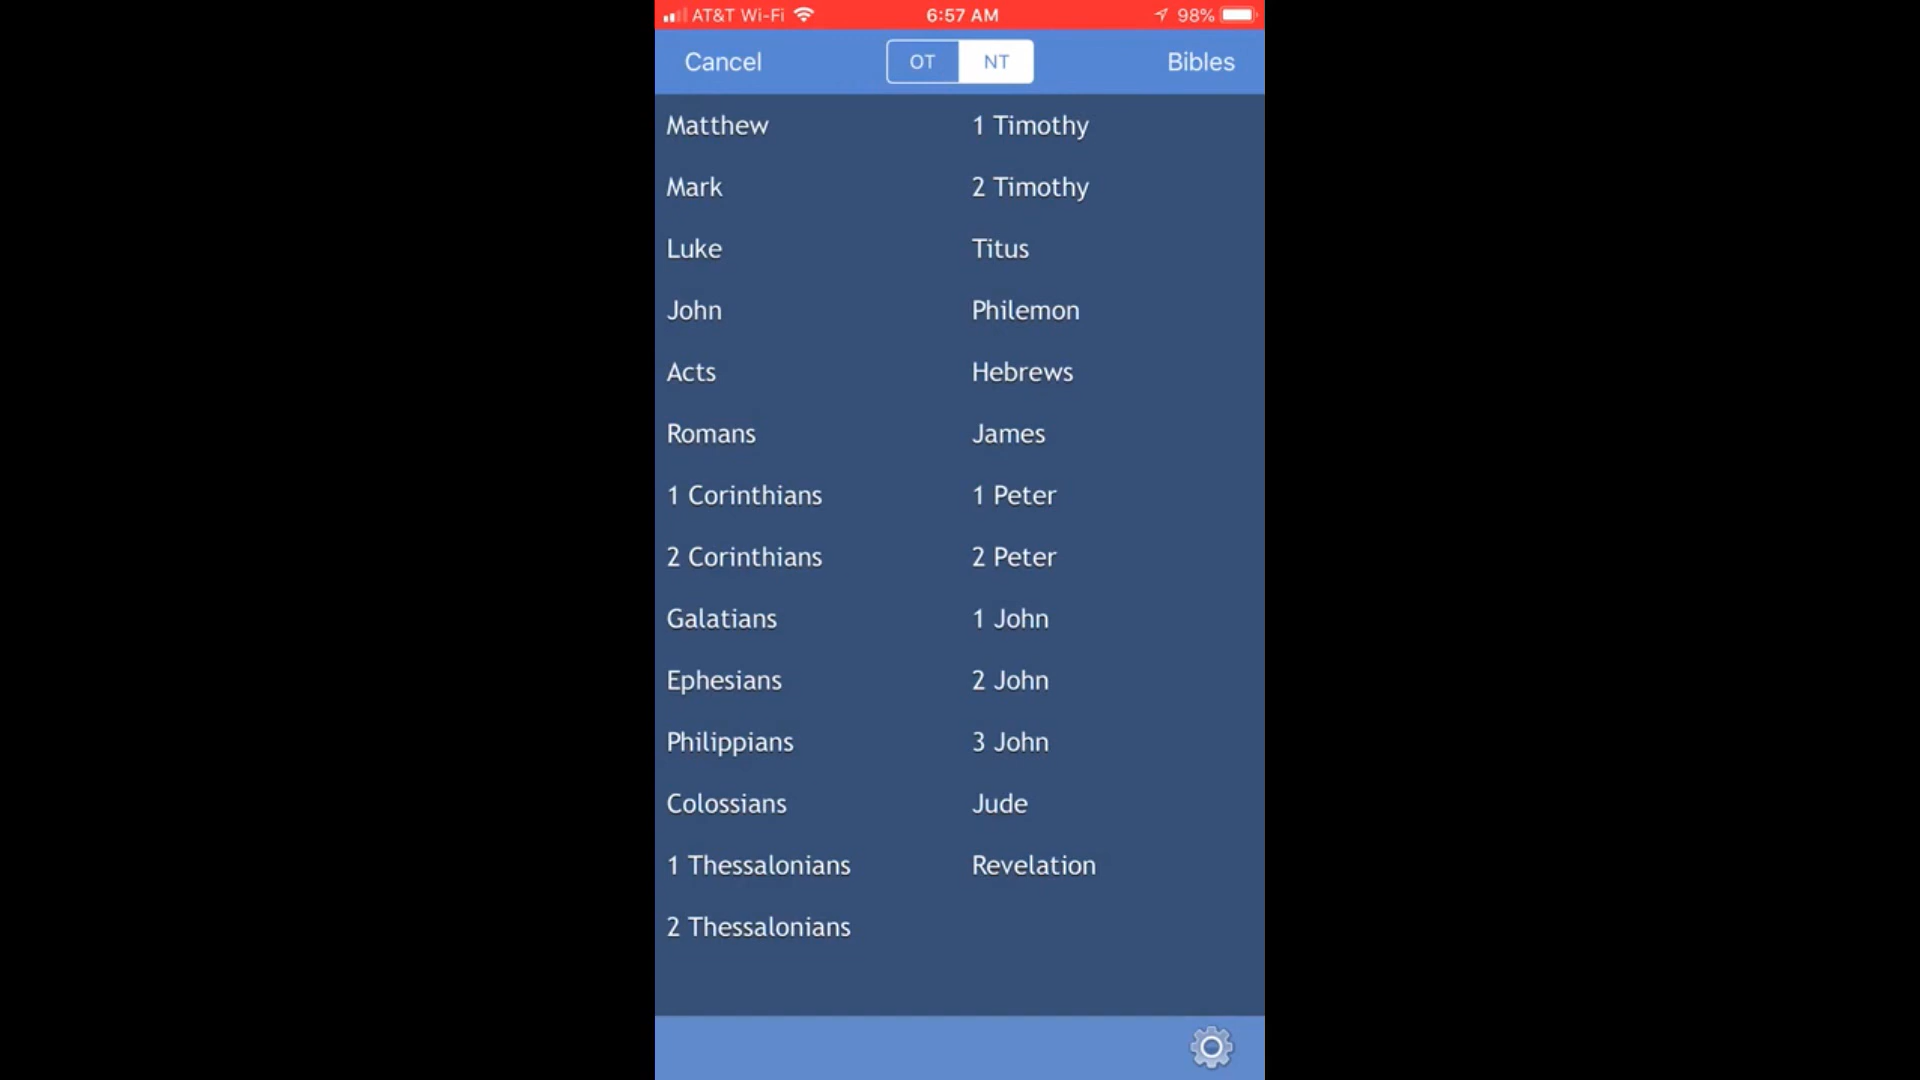 AT&T Wi-Fi 6:57 AM 98%
Cancel OT NT Bibles
Matthew
Mark
Luke
John
Acts
Romans
1 Corinthians
2 Corinthians
Galatians
Ephesians
Philippians
Colossians
1 Thessalonians
2 Thessalonians
1 Timothy
2 Timothy
Titus
Philemon
Hebrews
James
1 Peter
2 Peter
1 John
2 John
3 John
Jude
Revelation